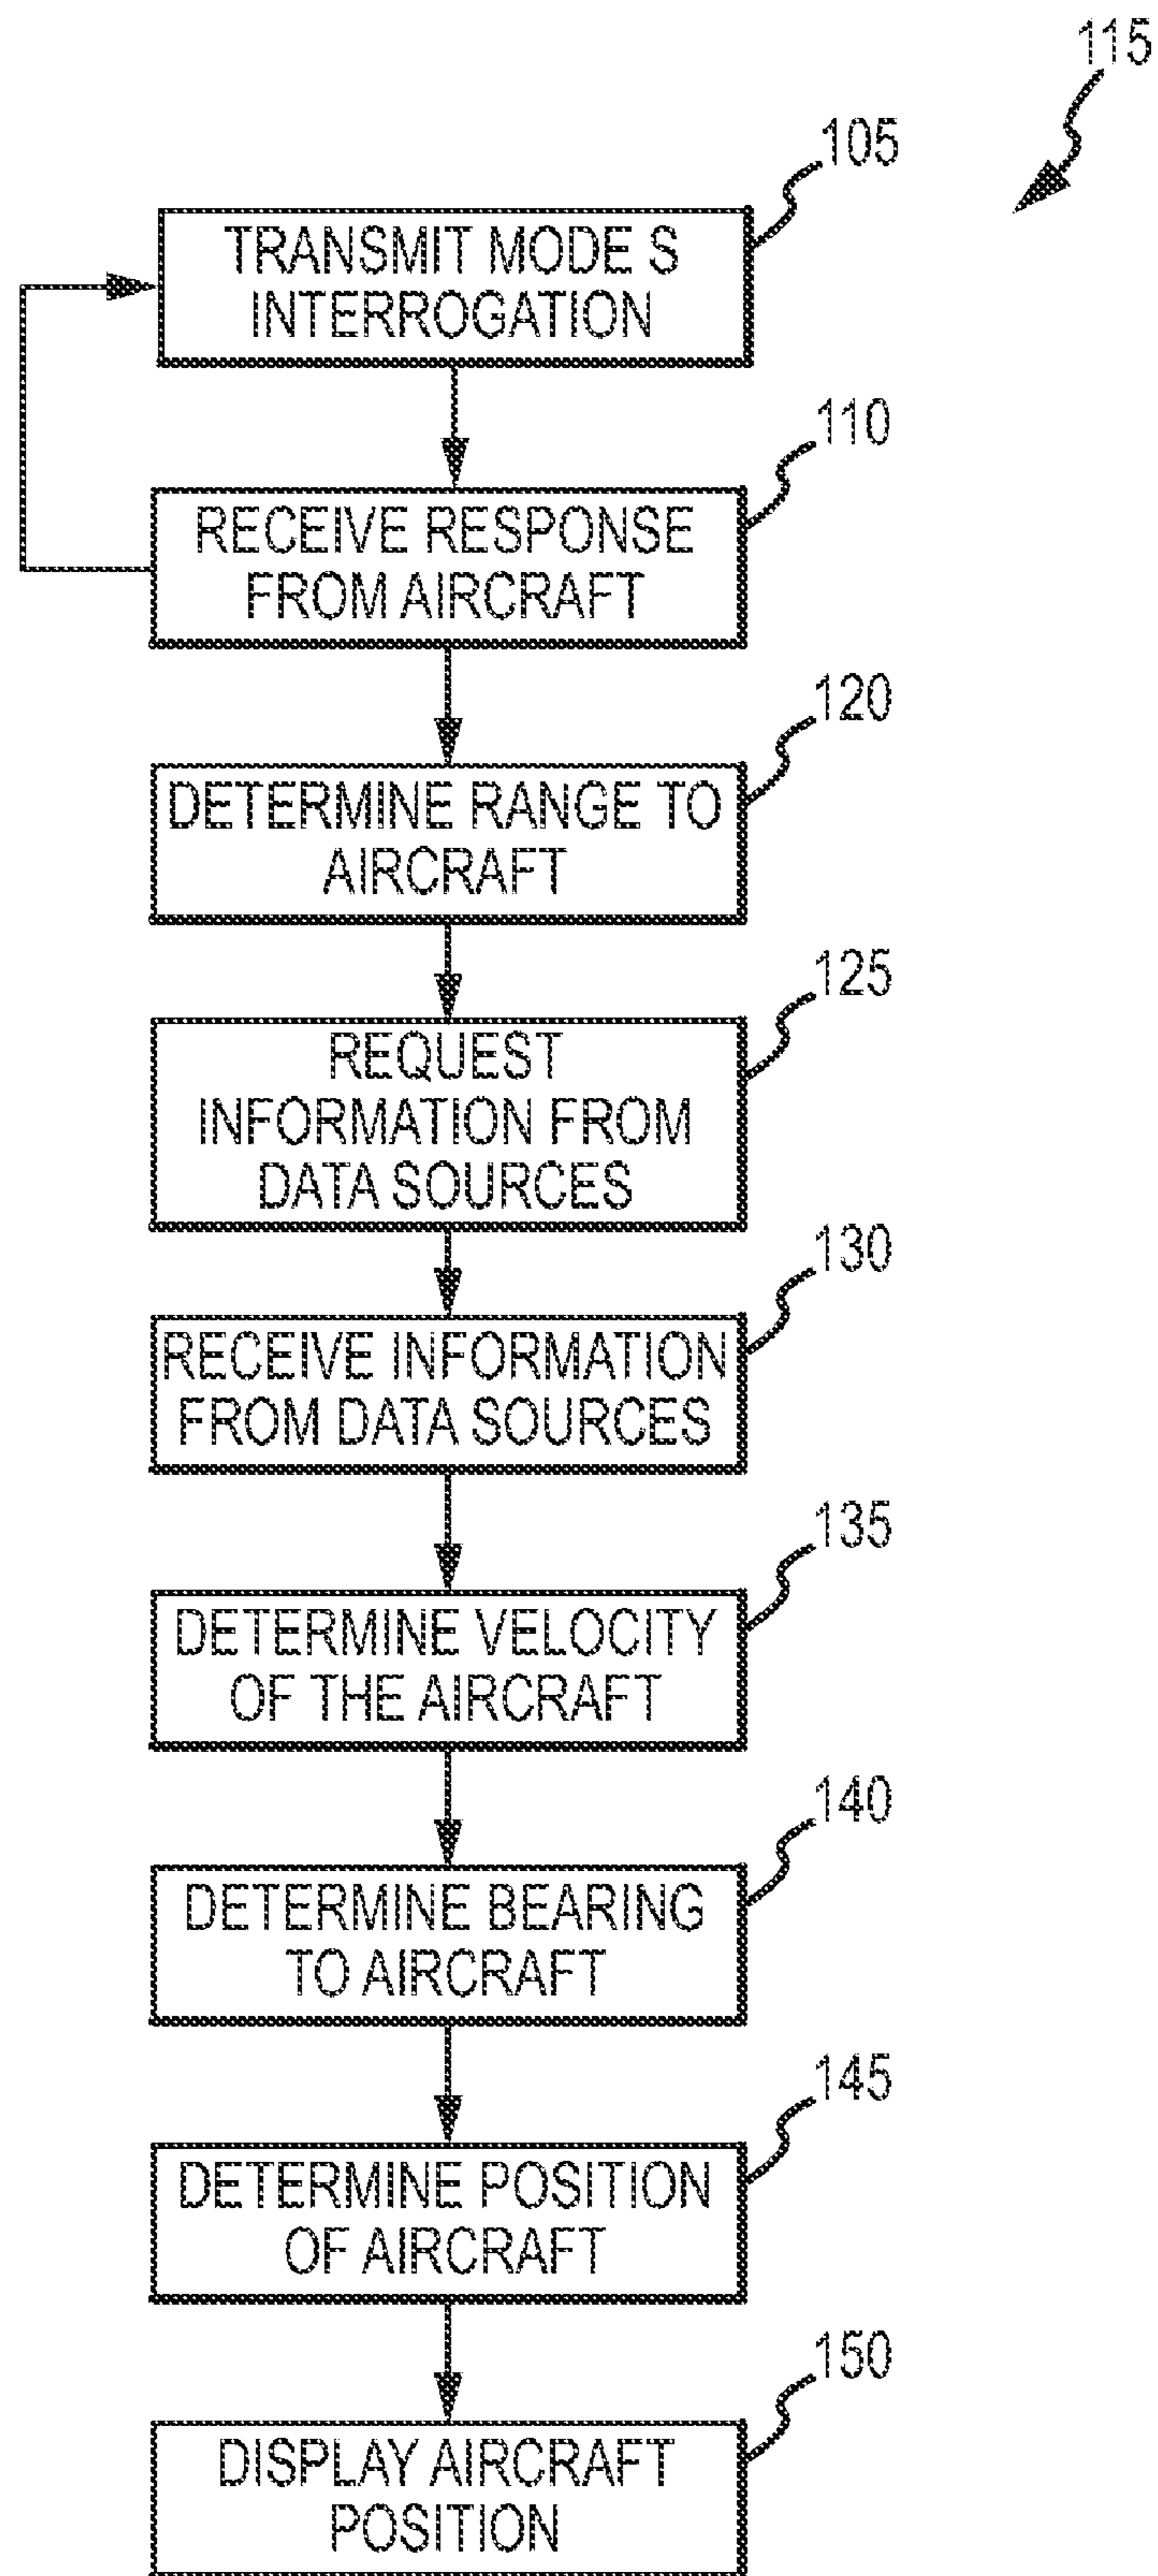 115
105
TRANSMIT MODE S
INTERROGATION
110
RECEIVE RESPONSE
FROM AIRCRAFT
120
DETERMINE RANGE TO
AIRCRAFT
125
REQUEST
INFORMATION FROM
DATA SOURCES
130
RECEIVE INFORMATION
FROM DATA SOURCES
135
DETERMINE VELOCITY
OF THE AIRCRAFT
140
DETERMINE BEARING
TO AIRCRAFT
145
DETERMINE POSITION
OF AIRCRAFT
150
DISPLAY AIRCRAFT
POSITION